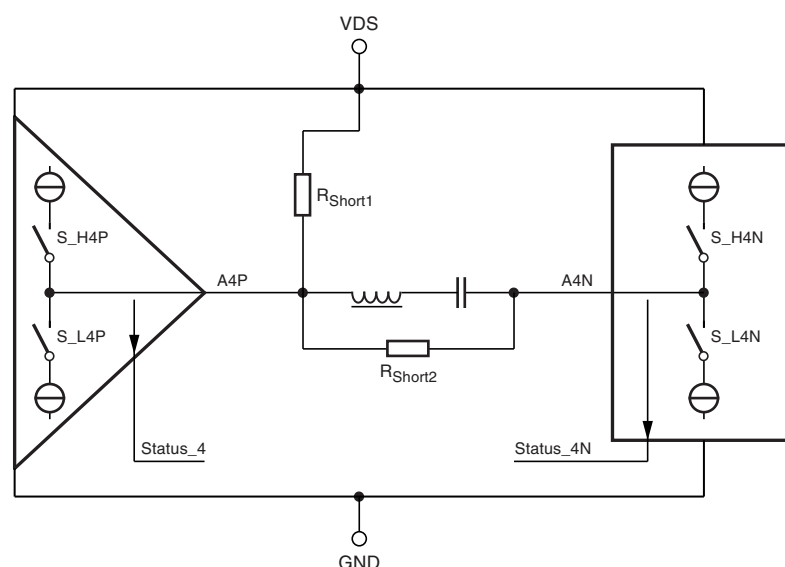 VDS
S_H4P
RShort1
S_H4N
A4P
A4N
S_L4P
S_L4N
RShort2
Status_4
Status_4N
GND